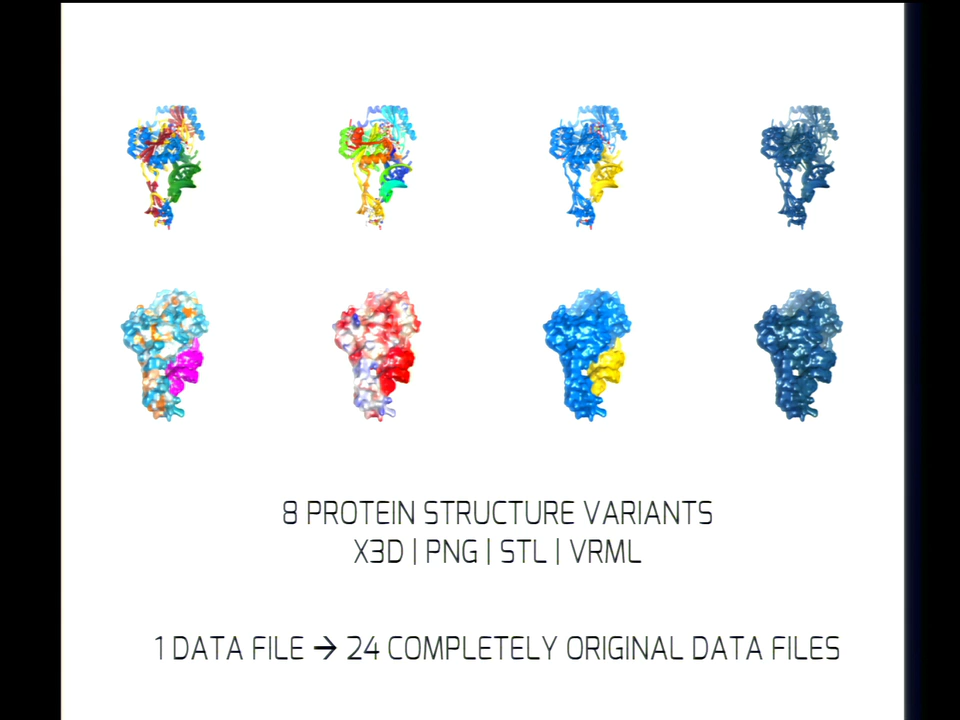 8 PROTEIN STRUCTURE VARIANTS
X3D | PNG | STL | VRML
1 DATA FILE → 24 COMPLETELY ORIGINAL DATA FILES